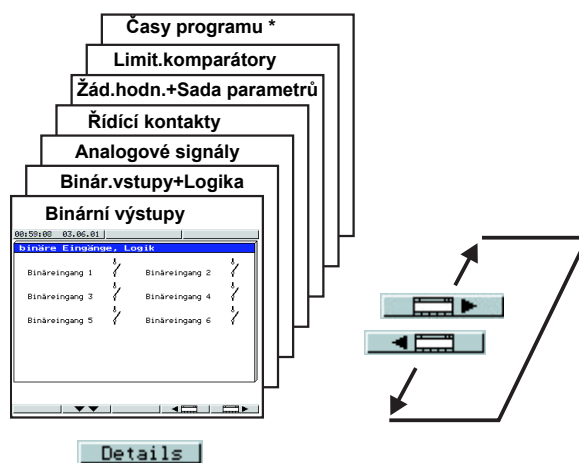 Časy programu *
Limit.komparátory
Žád.hodn.+Sada parametrů
Řídící kontakty
Analogové signály
Binár.vstupy+Logika
Binární výstupy
00:59:08 03.06.01
binäre Eingänge, Logik
Binäreingang 1 Binäreingang 2
Binäreingang 3 Binäreingang 4
Binäreingang 5 Binäreingang 6
Details